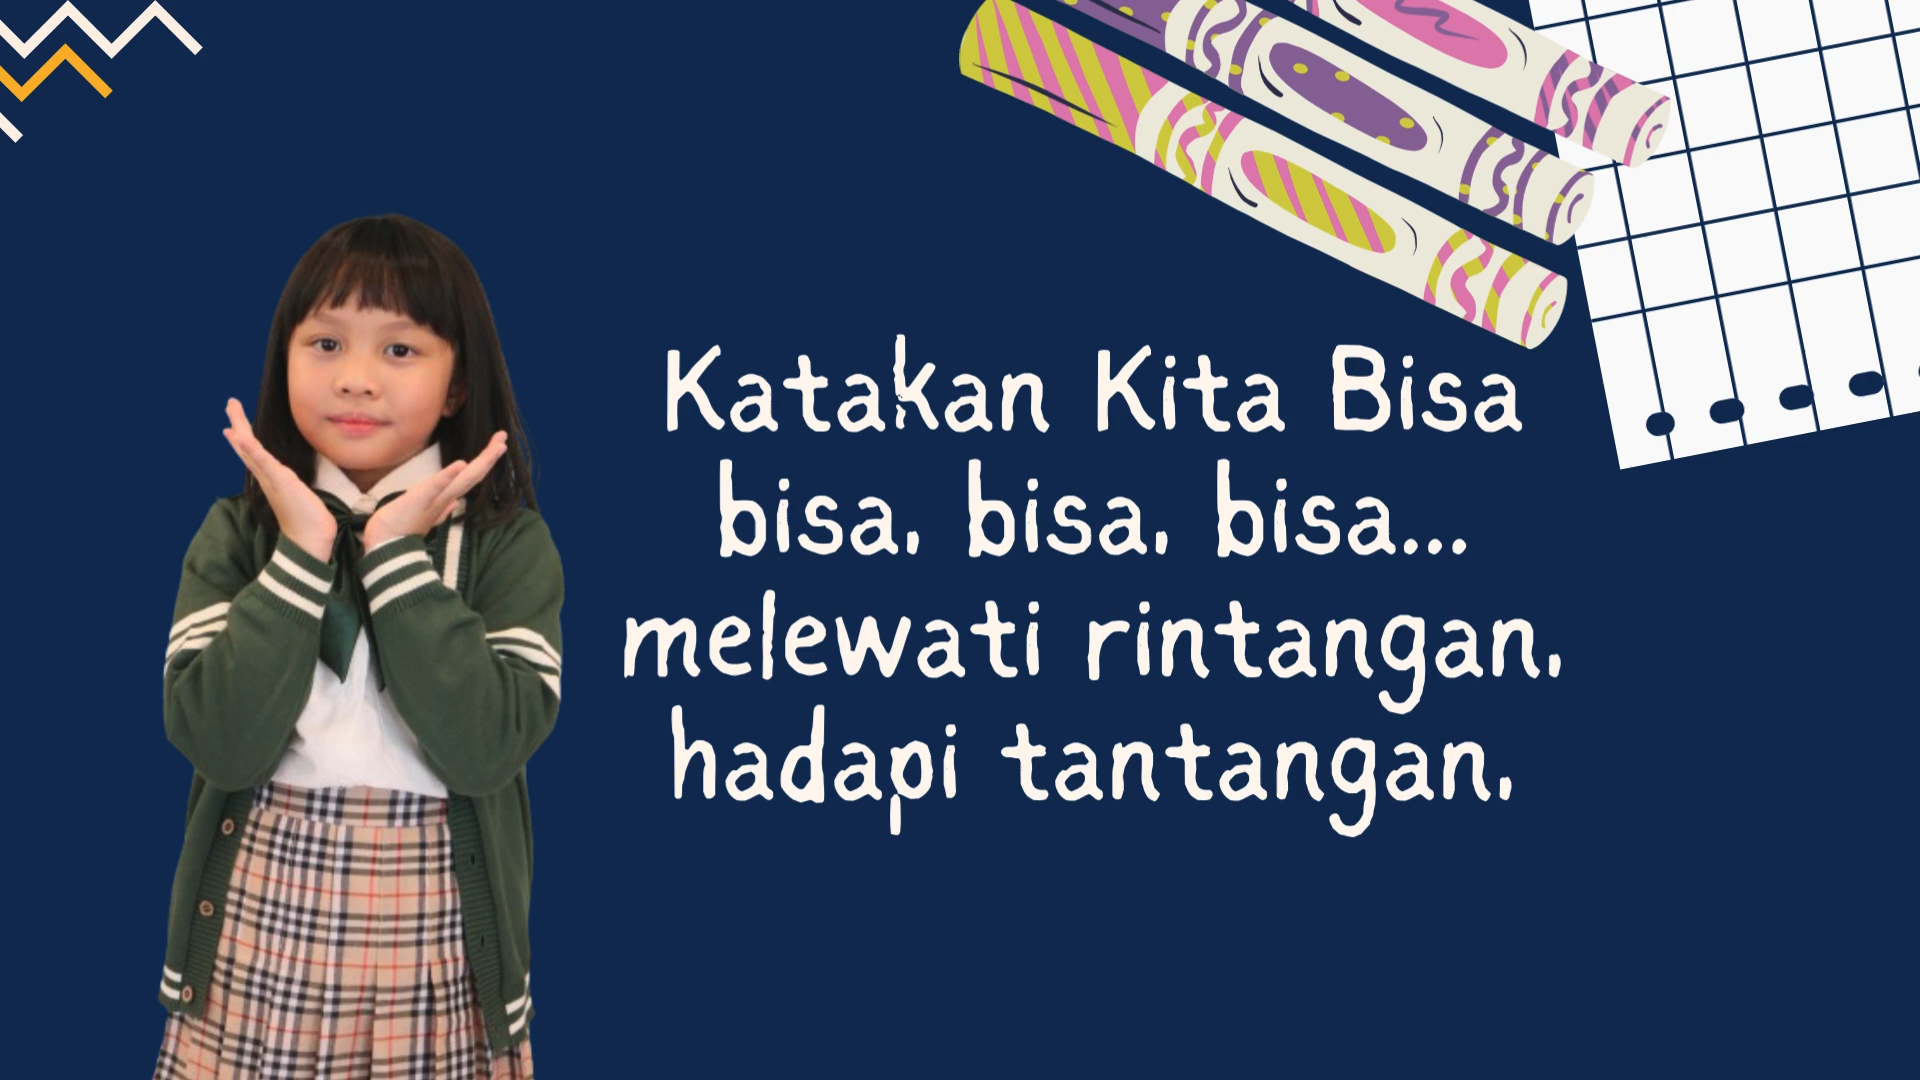 Katakan Kita Bisa
bisa, bisa, bisa...
melewati rintangan,
hadapi tantangan,